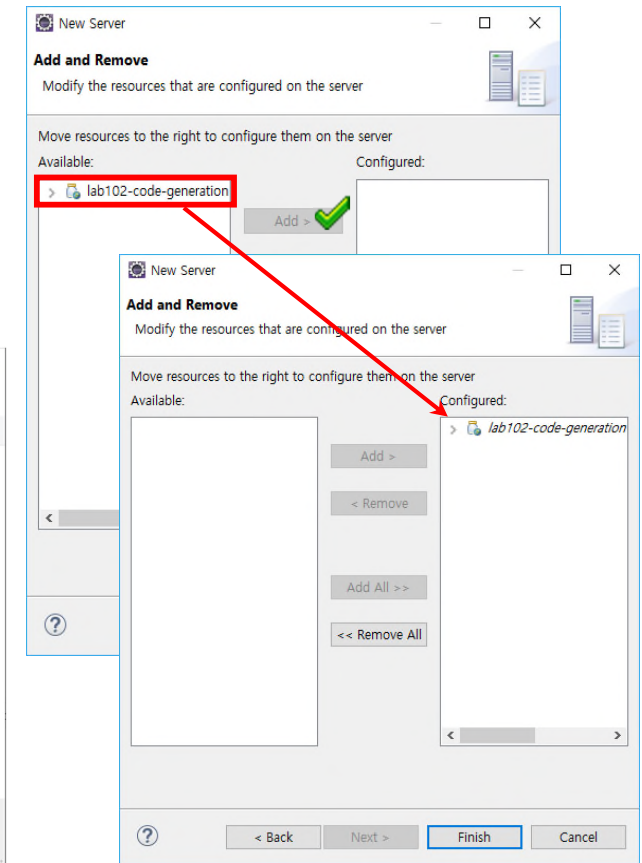 New Server
Add and Remove
Modify the resources that are configured on the server
Move resources to the right to configure them on the server
Available:
Configured:
lab102-code-generation
Add >
New Server
Add and Remove
Modify the resources that are configured on the server
Move resources to the right to configure them on the server
Available:
Configured:
lab102-code-generation
Add >
< Remove
Add All >>
<< Remove All
< Back
Next >
Finish
Cancel